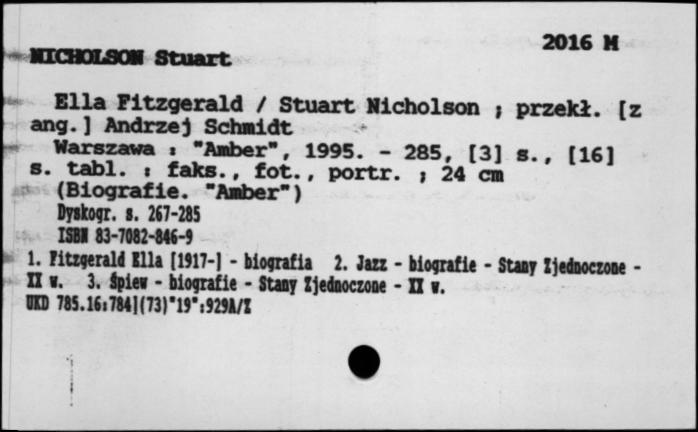 2016 M
NICHOLSON Stuart
Ella Fitzgerald / Stuart Nicholson ; przekł. [z
ang.] Andrzej Schmidt
Warszawa : "Amber", 1995. - 285, [3] s., [16]
s. tabl. : faks., fot., portr. ; 24 cm
(Biografie. "Amber")
Dyskogr. s. 267-285
ISBN 83-7082-846-9
1. Fitzgerald Ella [1917-] - biografia 2. Jazz - biografie - Stany Zjednoczone -
XX w. 3. Śpiew - biografie - Stany Zjednoczone - XX w.
UKD 785.16:784](73)"19":929A/Z